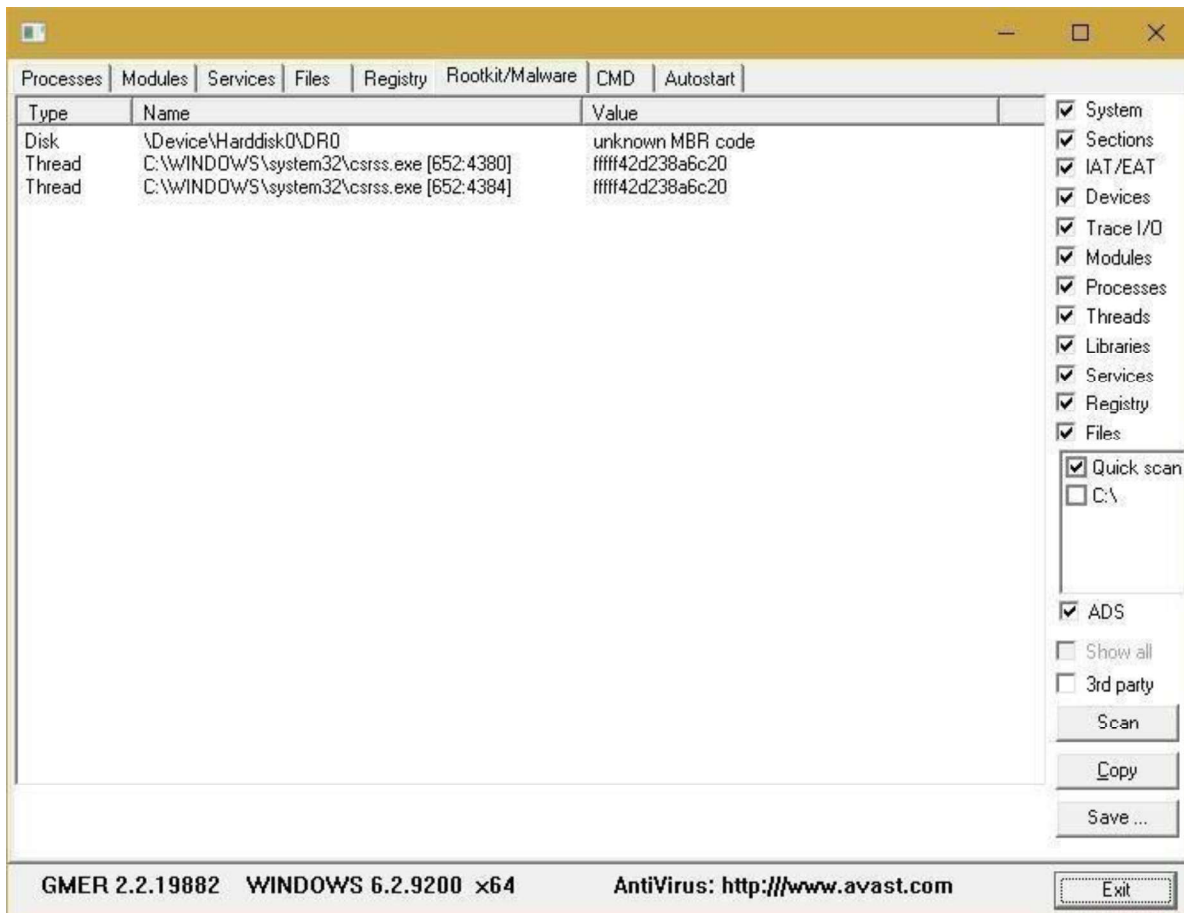 Processes Modules Services Files Registry Rootkit/Malware CMD Autostart
Type Name Value
Disk \Device\Harddisk0\DR0 unknown MBR code
Thread C:\WINDOWS\system32\csrss.exe [652:4380] fffff42d238a6c20
Thread C:\WINDOWS\system32\csrss.exe [652:4384] fffff42d238a6c20
System
Sections
IAT/EAT
Devices
Trace I/O
Modules
Processes
Threads
Libraries
Services
Registry
Files
Quick scan
C:\
ADS
Show all
3rd party
Scan
Copy
Save ...
GMER 2.2.19882 WINDOWS 6.2.9200 x64 AntiVirus: http:///www.avast.com Exit